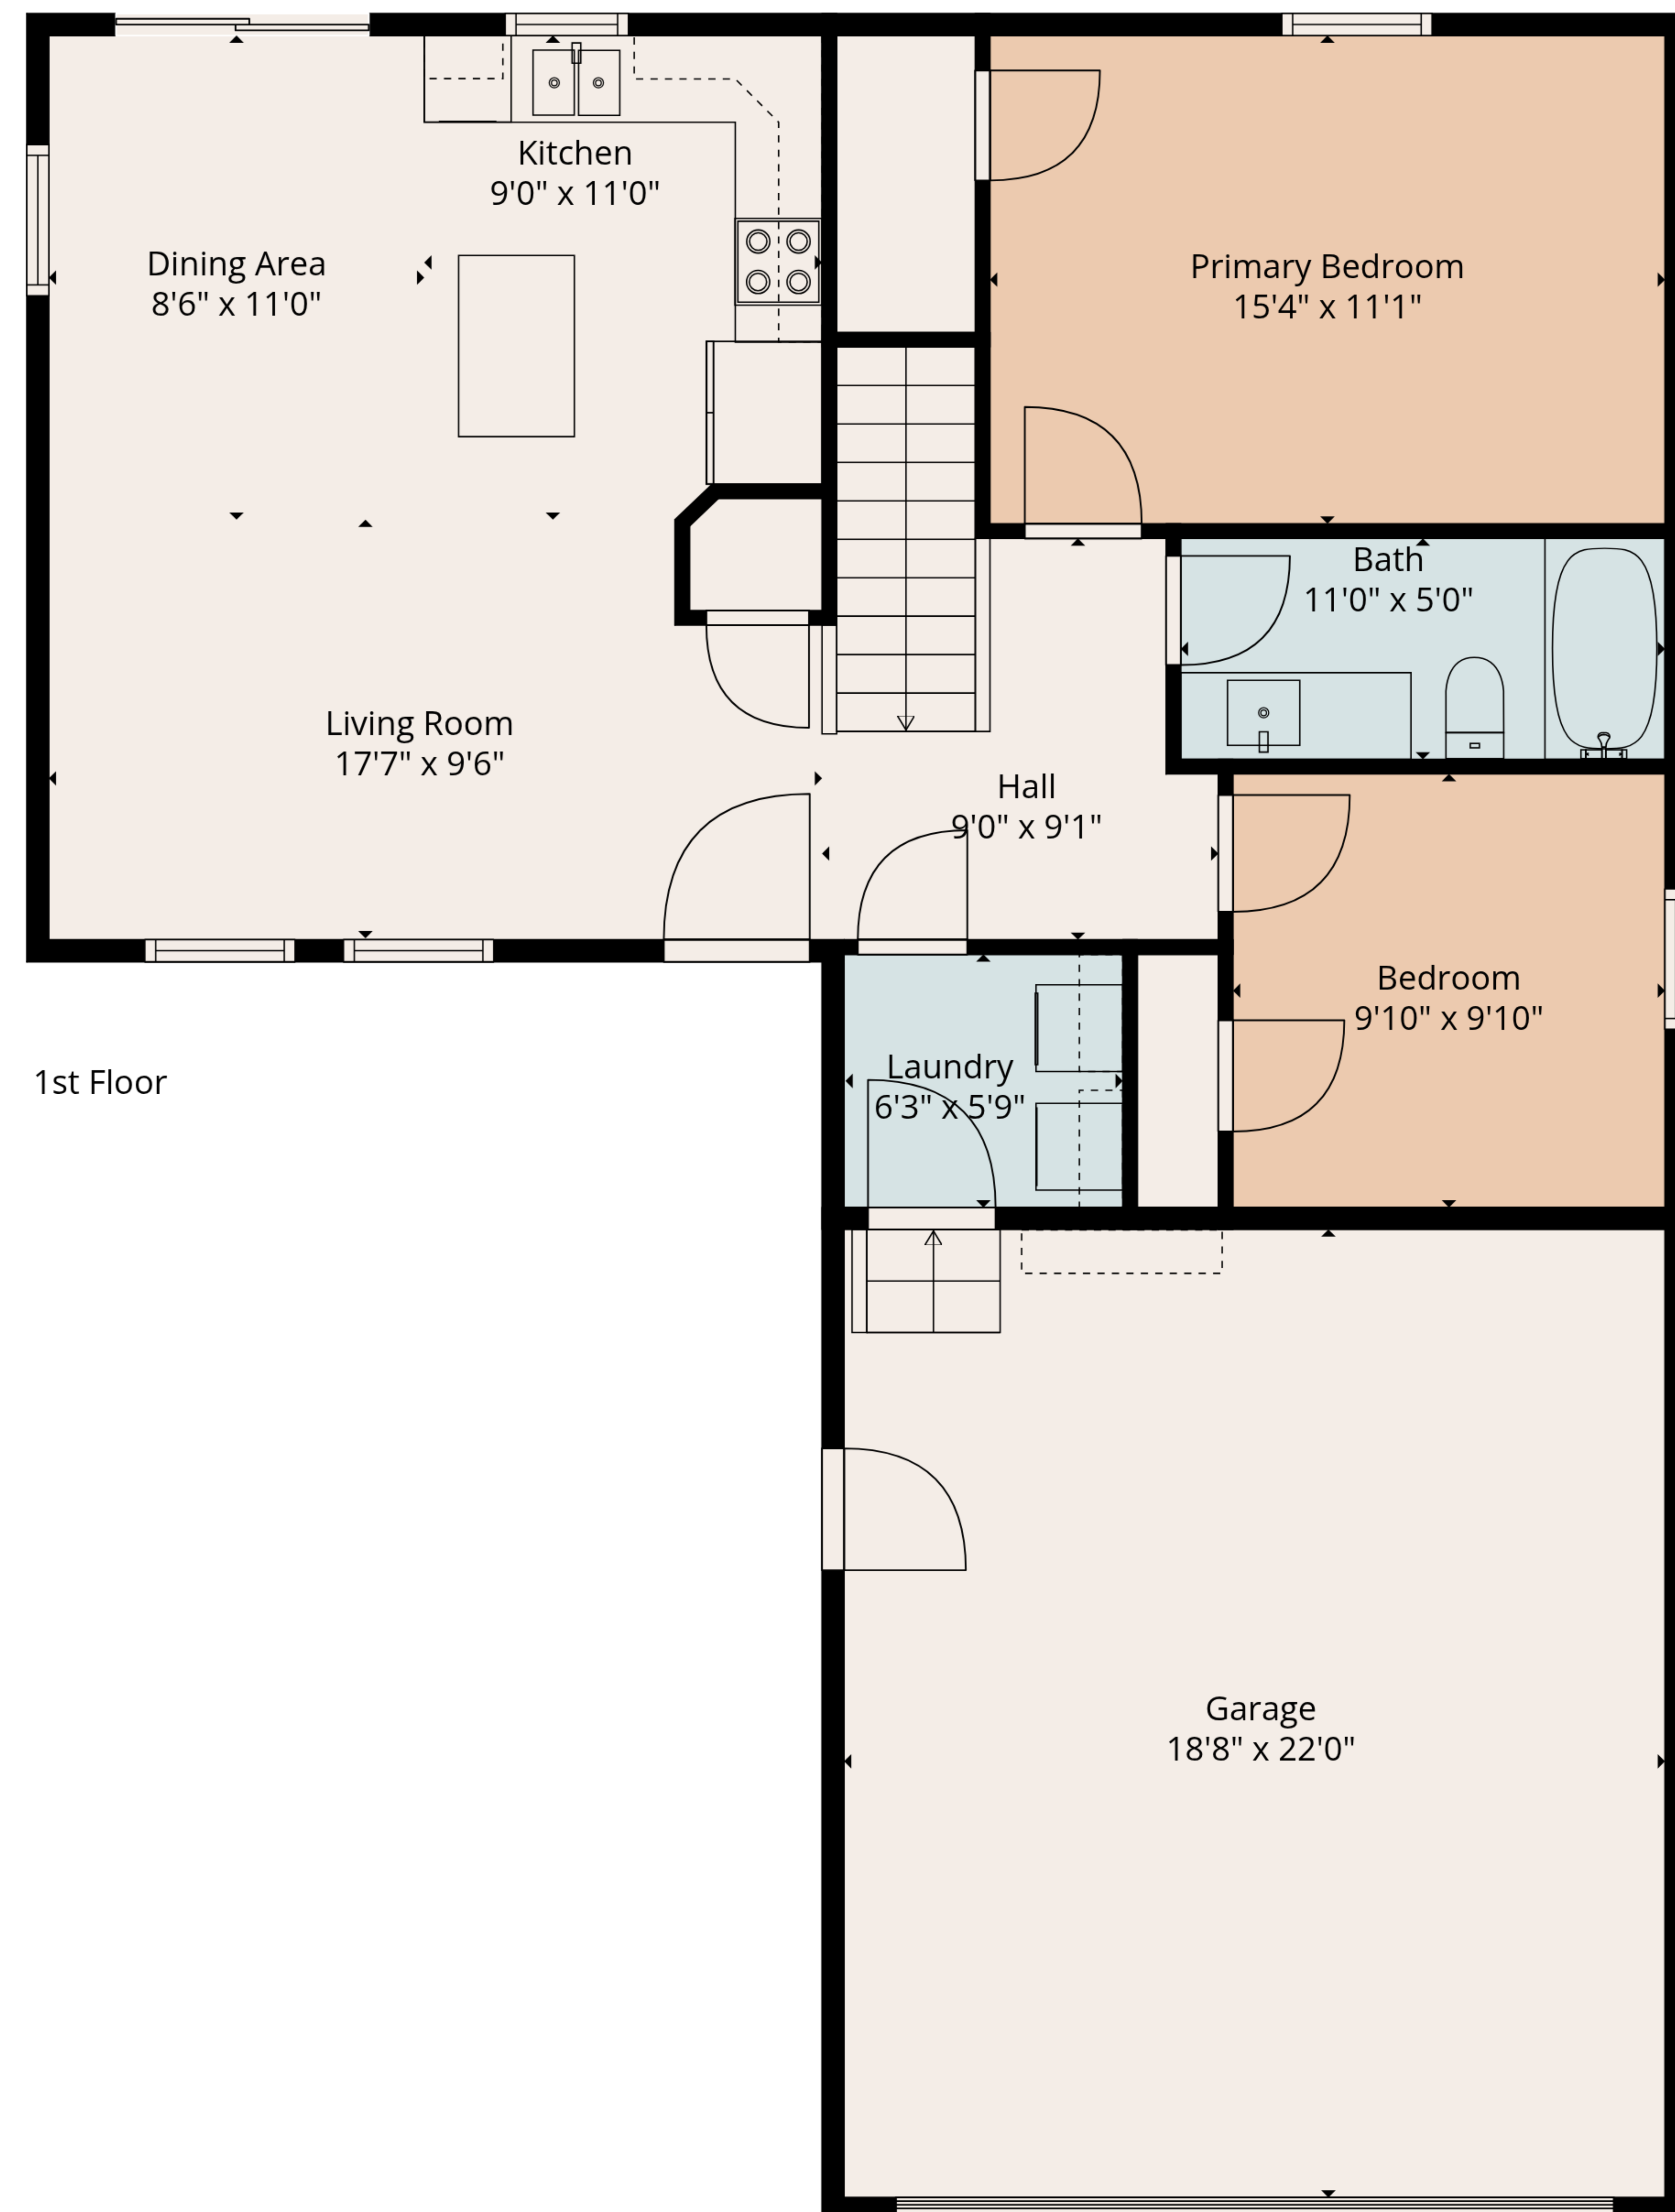 Kitchen
9'0" x 11'0"
Dining Area
8'6" x 11'0"
Primary Bedroom
15'4" x 11'1"
Bath
11'0" x 5'0"
Living Room
17'7" x 9'6"
Hall
9'0" x 9'1"
Bedroom
9'10" x 9'10"
Laundry
6'3" x 5'9"
1st Floor
Garage
18'8" x 22'0"